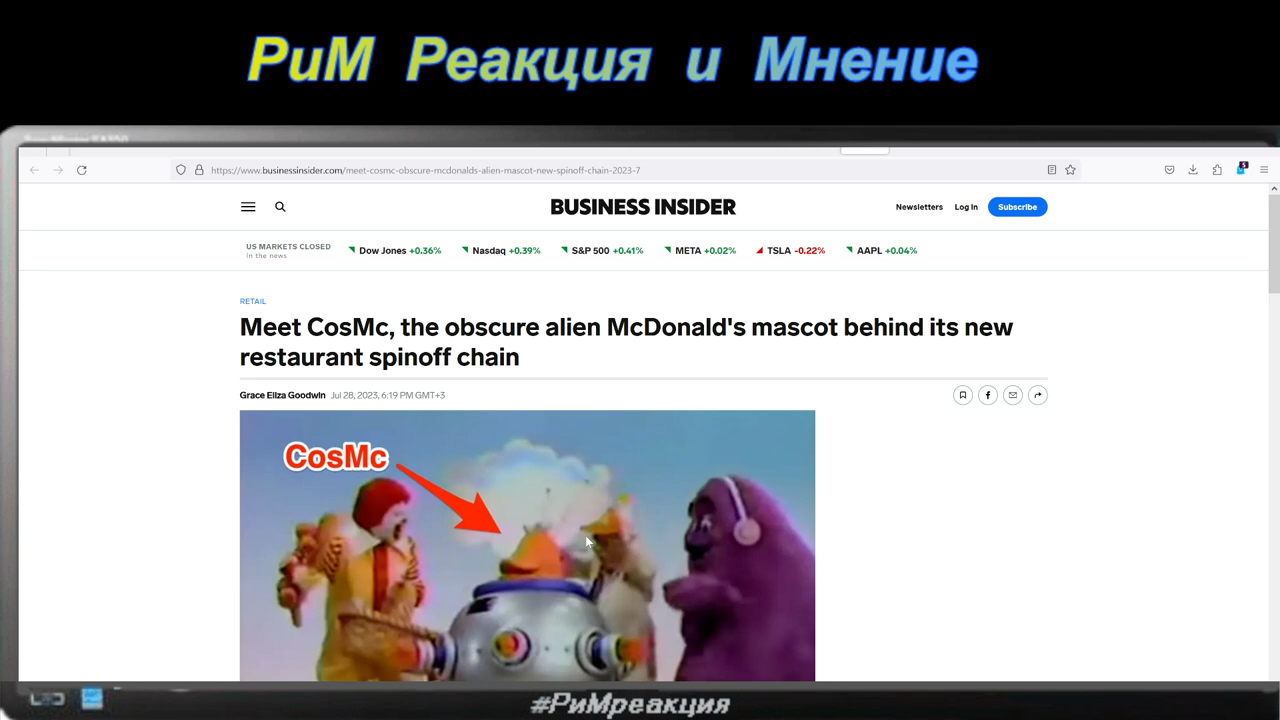 РиМ Реакция и Мнение
https://www.businessinsider.com/meet-cosmc-obscure-mcdonalds-alien-mascot-new-spinoff-chain-2023-7
BUSINESS INSIDER
Newsletters Log In Subscribe
US MARKETS CLOSED
In the news
Dow Jones +0.36% Nasdaq +0.39% S&P 500 +0.41% META +0.02% TSLA -0.22% AAPL +0.04%
RETAIL
Meet CosMc, the obscure alien McDonald's mascot behind its new
restaurant spinoff chain
Grace Eliza Goodwin Jul 28, 2023, 6:19 PM GMT+3
CosMc
LED
#РиМреакция